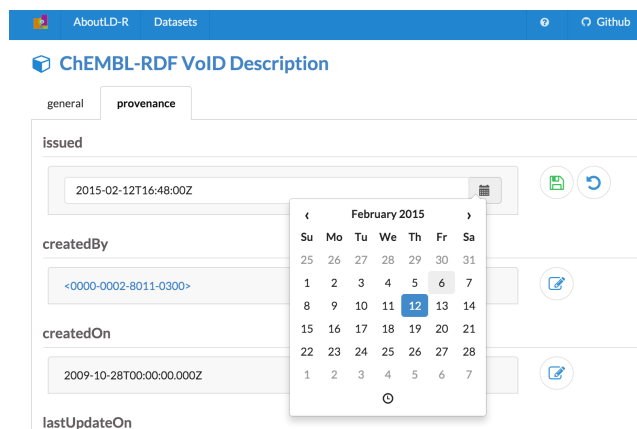 AboutLD-R Datasets Github
ChEMBL-RDF VoID Description
general provenance
issued
2015-02-12T16:48:00Z
‹ February 2015 ›
Su Mo Tu We Th Fr Sa
25 26 27 28 29 30 31
1 2 3 4 5 6 7
8 9 10 11 12 13 14
15 16 17 18 19 20 21
22 23 24 25 26 27 28
1 2 3 4 5 6 7
createdBy
<0000-0002-8011-0300>
createdOn
2009-10-28T00:00:00.000Z
lastUpdateOn